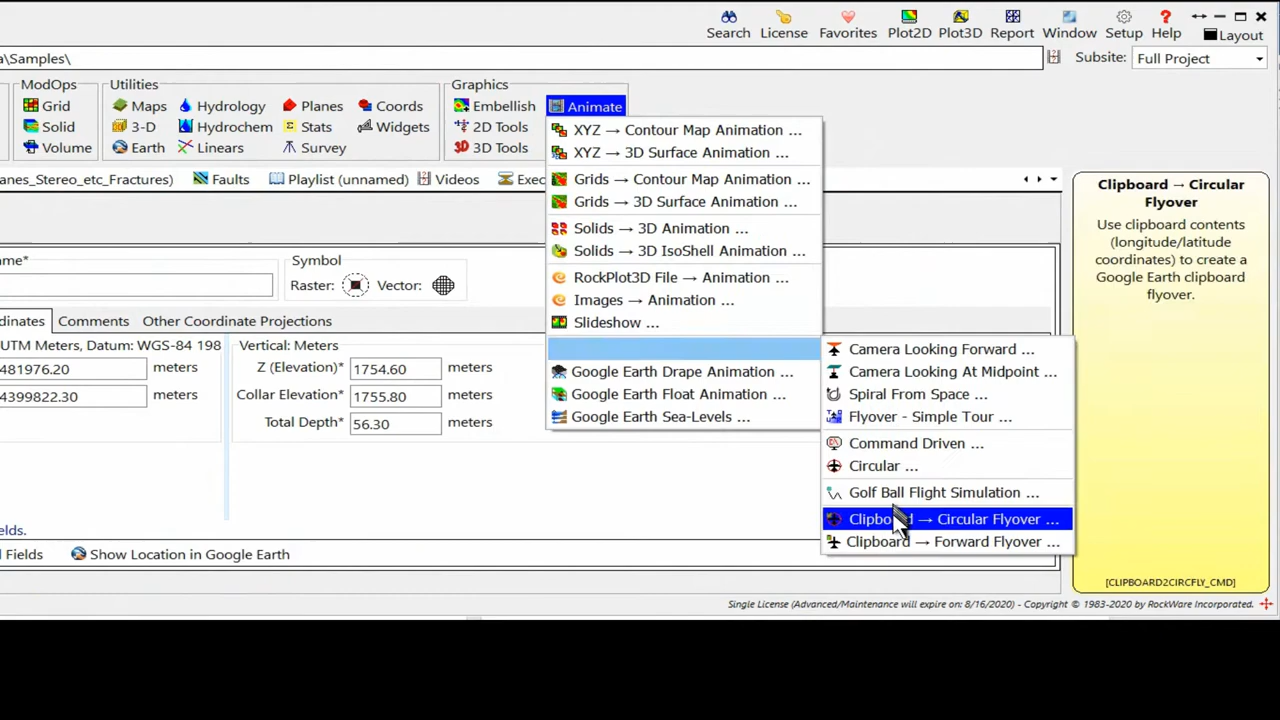 Search License Favorites Plot2D Plot3D Report Window Setup Help Layout
a\Samples\ Subsite: Full Project
ModOps Utilities Graphics
Grid Maps Hydrology Planes Coords Embellish Animate
Solid 3-D Hydrochem Stats Widgets 2D Tools
Volume Earth Linears Survey 3D Tools
anes_Stereo_etc_Fractures) Faults Playlist (unnamed) Videos Exec
XYZ → Contour Map Animation ...
XYZ → 3D Surface Animation ...
Grids → Contour Map Animation ...
Grids → 3D Surface Animation ...
Solids → 3D Animation ...
Solids → 3D IsoShell Animation ...
RockPlot3D File → Animation ...
Images → Animation ...
Slideshow ...
Google Earth Drape Animation ...
Google Earth Float Animation ...
Google Earth Sea-Levels ...
Camera Looking Forward ...
Camera Looking At Midpoint ...
Spiral From Space ...
Flyover - Simple Tour ...
Command Driven ...
Circular ...
Golf Ball Flight Simulation ...
Clipboard → Circular Flyover ...
Clipboard → Forward Flyover ...
Clipboard → Circular
Flyover
Use clipboard contents
(longitude/latitude
coordinates) to create a
Google Earth clipboard
flyover.
[CLIPBOARD2CIRCFLY_CMD]
ame* Symbol
Raster: Vector:
dinates Comments Other Coordinate Projections
UTM Meters, Datum: WGS-84 198 Vertical: Meters
481976.20 meters Z (Elevation)* 1754.60 meters
4399822.30 meters Collar Elevation* 1755.80 meters
Total Depth* 56.30 meters
elds.
l Fields Show Location in Google Earth
Single License (Advanced/Maintenance will expire on: 8/16/2020) - Copyright © 1983-2020 by RockWare Incorporated.